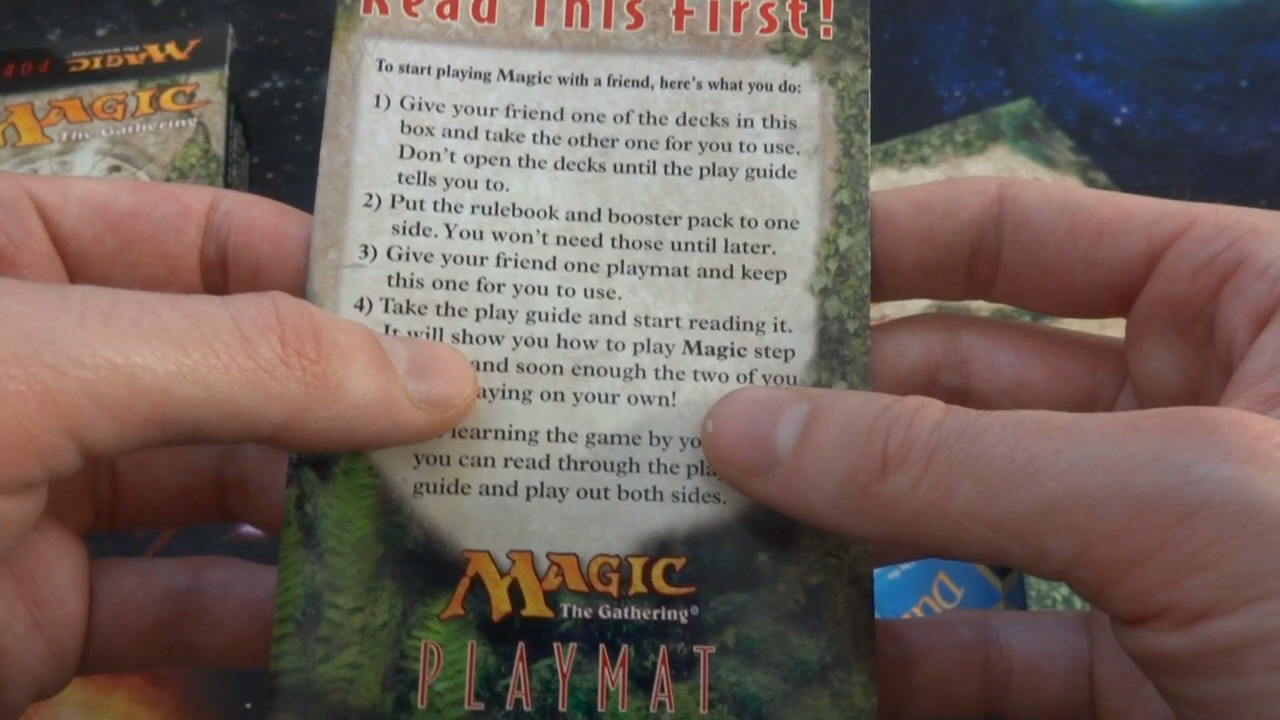 Read This First!
To start playing Magic with a friend, here's what you do:
1) Give your friend one of the decks in this
box and take the other one for you to use.
Don't open the decks until the play guide
tells you to.
2) Put the rulebook and booster pack to one
side. You won't need those until later.
3) Give your friend one playmat and keep
this one for you to use.
4) Take the play guide and start reading it.
It will show you how to play Magic step
and soon enough the two of you
aying on your own!
learning the game by yo
you can read through the pla
guide and play out both sides.
MAGIC
The Gathering®
PLAYMAT
MAGIC
The Gathering
POR
MAGIC
The Gathering